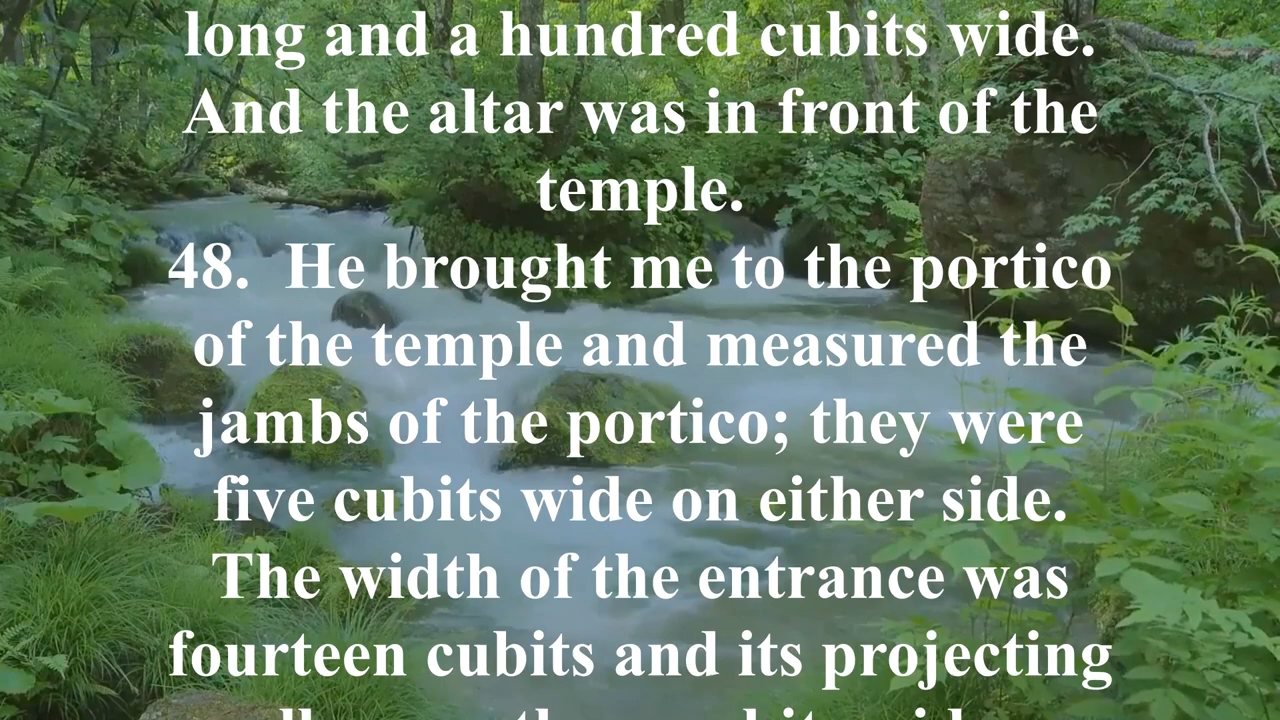 long and a hundred cubits wide.
And the altar was in front of the
temple.
48.  He brought me to the portico
of the temple and measured the
jambs of the portico; they were
five cubits wide on either side.
The width of the entrance was
fourteen cubits and its projecting